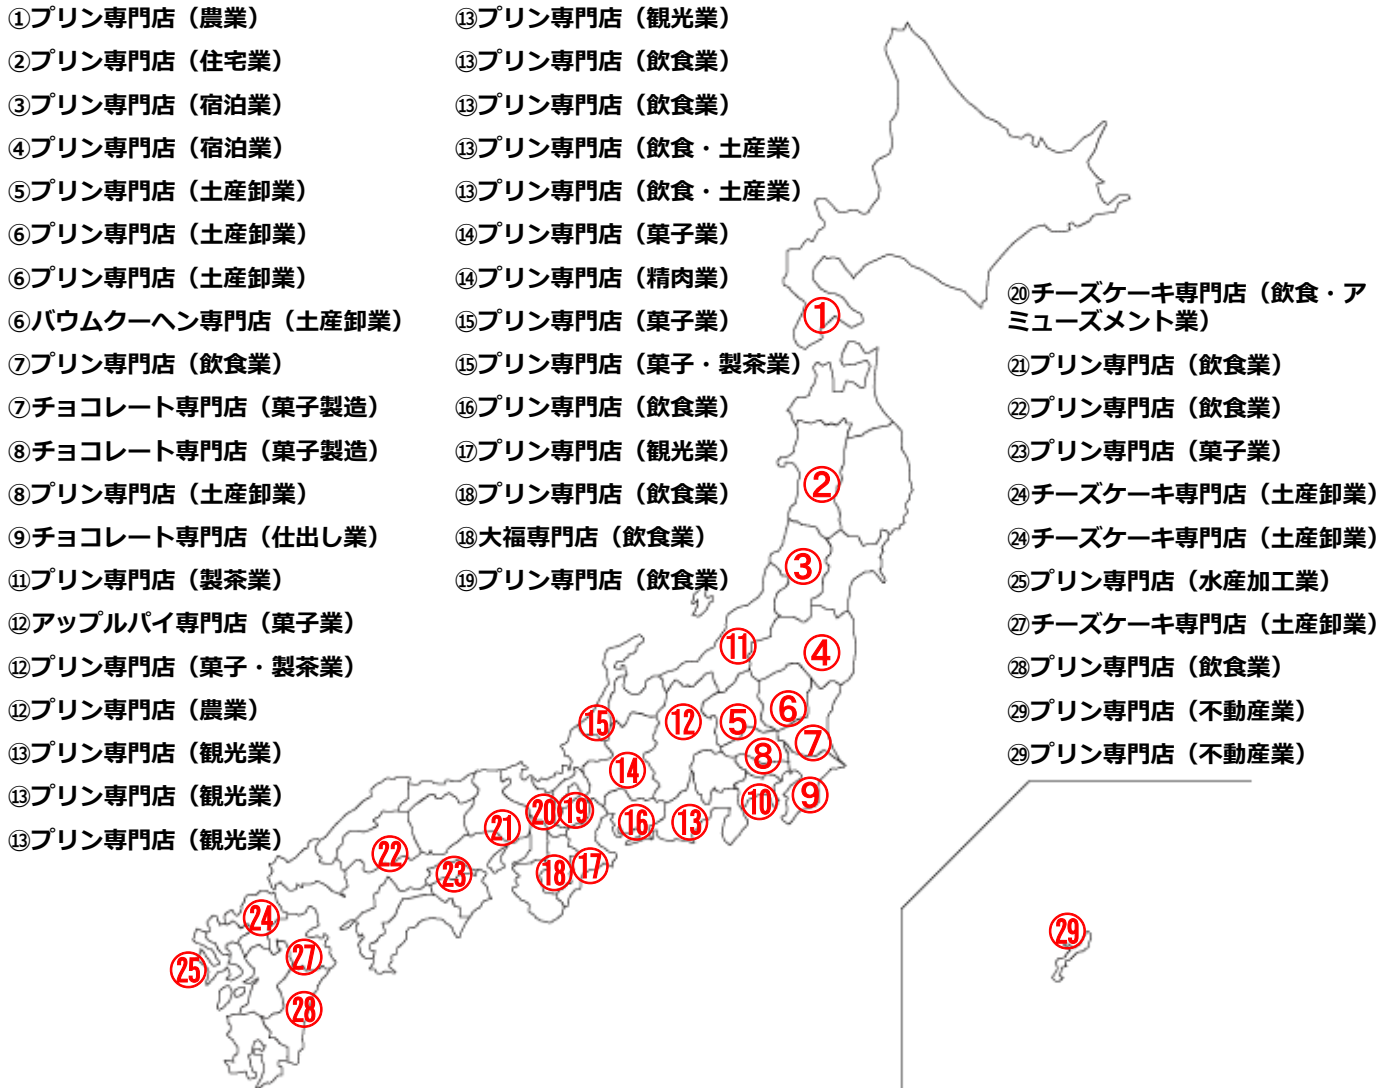 ①プリン専門店（農業）
②プリン専門店（住宅業）
③プリン専門店（宿泊業）
④プリン専門店（宿泊業）
⑤プリン専門店（土産卸業）
⑥プリン専門店（土産卸業）
⑥プリン専門店（土産卸業）
⑥バウムクーヘン専門店（土産卸業）
⑦プリン専門店（飲食業）
⑦チョコレート専門店（菓子製造）
⑧チョコレート専門店（菓子製造）
⑧プリン専門店（土産卸業）
⑨チョコレート専門店（仕出し業）
⑪プリン専門店（製茶業）
⑫アップルパイ専門店（菓子業）
⑫プリン専門店（菓子・製茶業）
⑫プリン専門店（農業）
⑬プリン専門店（観光業）
⑬プリン専門店（観光業）
⑬プリン専門店（観光業）
⑬プリン専門店（観光業）
⑬プリン専門店（飲食業）
⑬プリン専門店（飲食業）
⑬プリン専門店（飲食・土産業）
⑬プリン専門店（飲食・土産業）
⑭プリン専門店（菓子業）
⑭プリン専門店（精肉業）
⑮プリン専門店（菓子業）
⑮プリン専門店（菓子・製茶業）
⑯プリン専門店（飲食業）
⑰プリン専門店（観光業）
⑱プリン専門店（飲食業）
⑱大福専門店（飲食業）
⑲プリン専門店（飲食業）
⑳チーズケーキ専門店（飲食・ア
ミューズメント業）
㉑プリン専門店（飲食業）
㉒プリン専門店（飲食業）
㉓プリン専門店（菓子業）
㉔チーズケーキ専門店（土産卸業）
㉔チーズケーキ専門店（土産卸業）
㉕プリン専門店（水産加工業）
㉗チーズケーキ専門店（土産卸業）
㉘プリン専門店（飲食業）
㉙プリン専門店（不動産業）
㉙プリン専門店（不動産業）
①
②
③
⑪
④
⑥
⑮
⑫
⑤
⑦
⑧
⑭
⑨
⑩
⑳
⑲
⑯
⑬
㉑
㉒
㉓
⑱
⑰
㉔
㉗
㉕
㉘
㉙